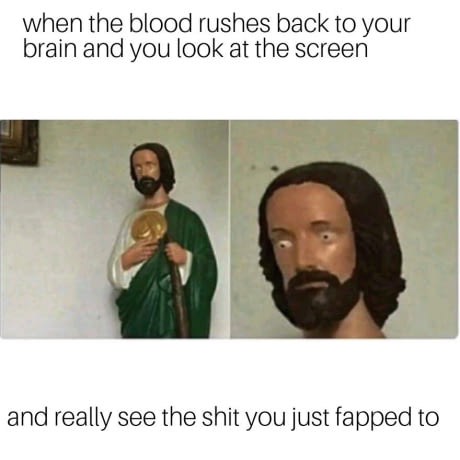 when the blood rushes back to your
brain and you look at the screen
and really see the shit you just fapped to